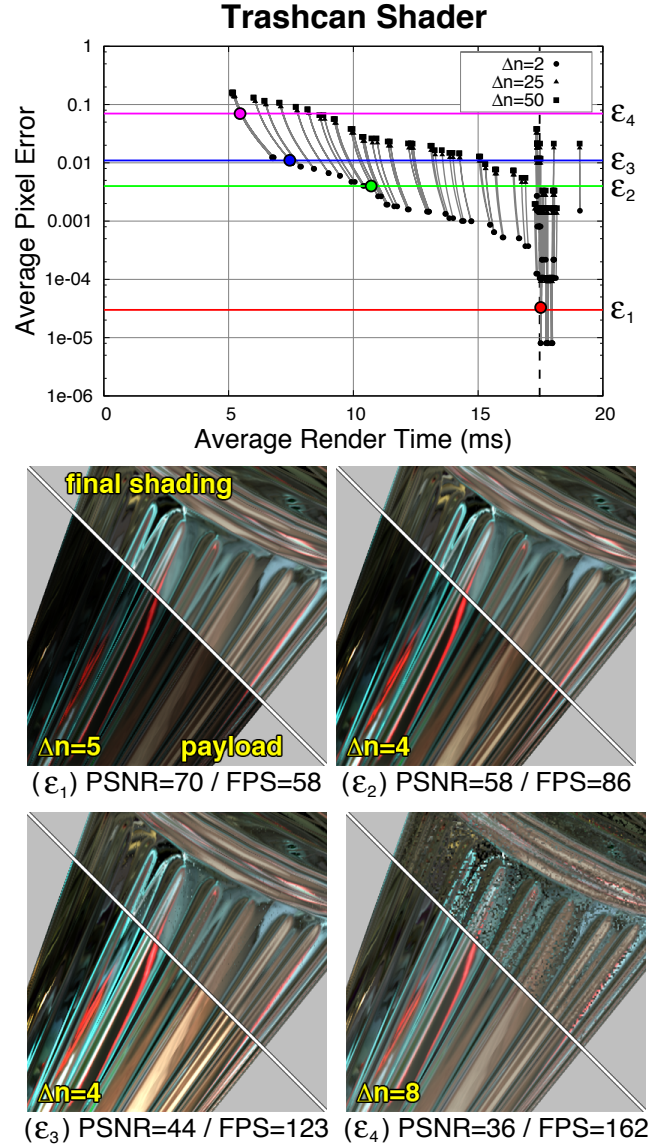 Trashcan Shader
Average Pixel Error
1
0.1
0.01
0.001
1e-04
1e-05
1e-06
Δn=2
Δn=25
Δn=50
ε4
ε3
ε2
ε1
0 5 10 15 20
Average Render Time (ms)
final shading
Δn=5 payload
Δn=4
(ε1) PSNR=70 / FPS=58
(ε2) PSNR=58 / FPS=86
Δn=4
Δn=8
(ε3) PSNR=44 / FPS=123
(ε4) PSNR=36 / FPS=162